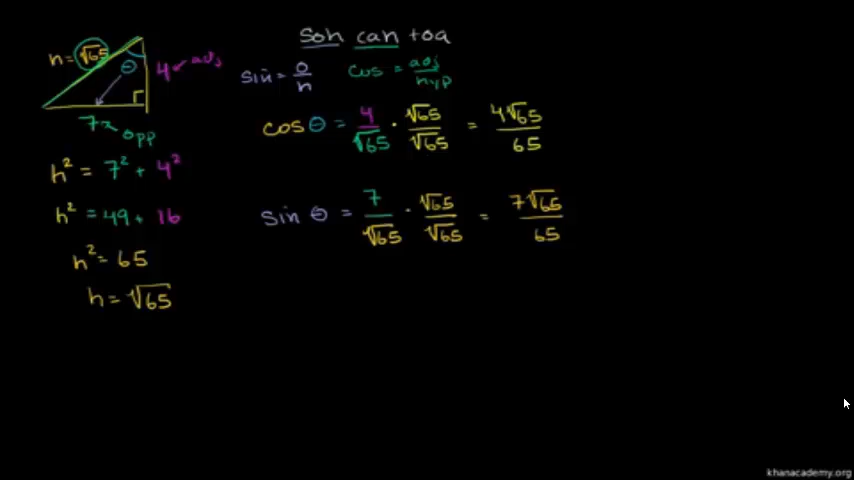 Soh cah toa
h = √65
4 adj
θ
7 opp
sin = o/h
cos = adj/hyp
cos θ = 4/√65 · √65/√65 = 4√65/65
h² = 7² + 4²
h² = 49 + 16
sin θ = 7/√65 · √65/√65 = 7√65/65
h² = 65
h = √65
khanacademy.org